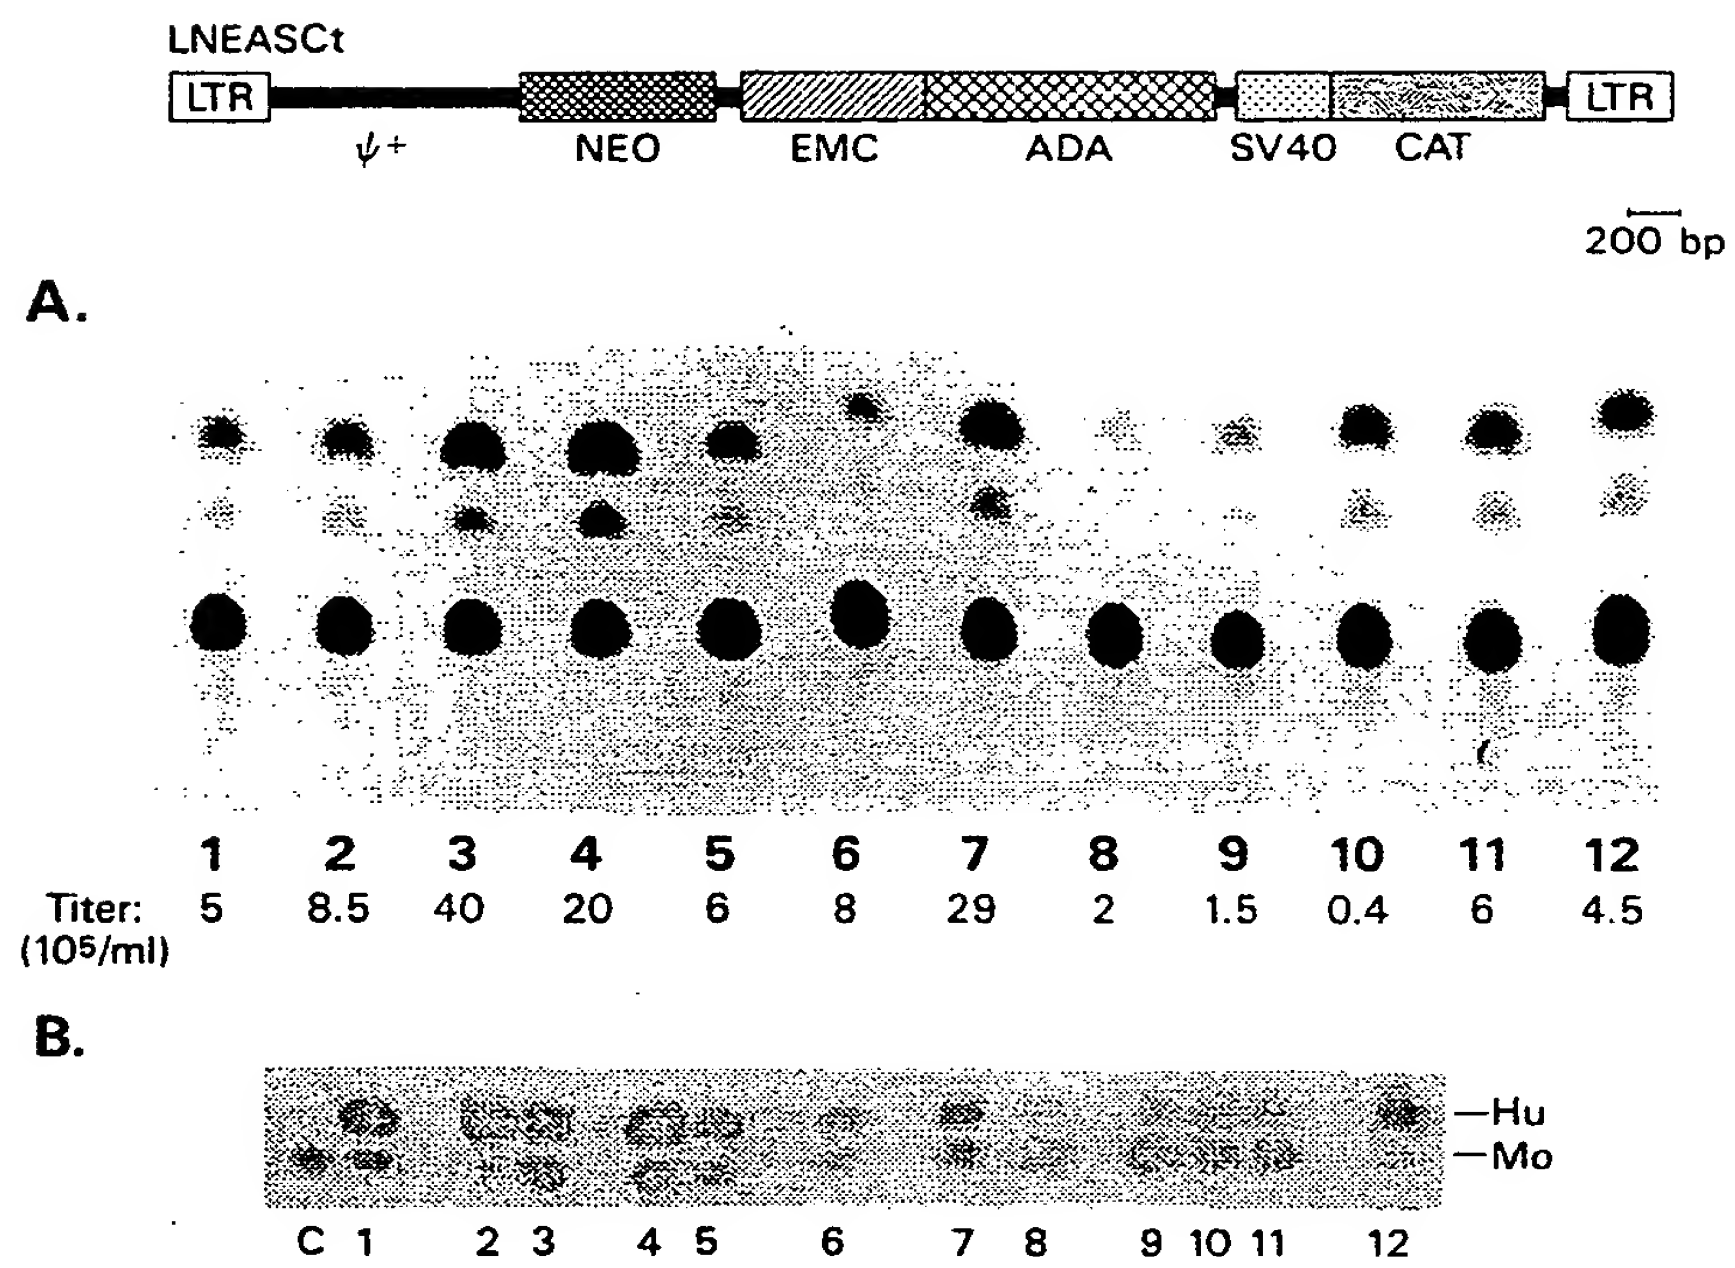 LNEASCt
LTR LTR
ψ+ NEO EMC ADA SV40 CAT
200 bp
A.
1 2 3 4 5 6 7 8 9 10 11 12
Titer: 5 8.5 40 20 6 8 29 2 1.5 0.4 6 4.5
(10⁵/ml)
B.
Hu
Mo
C 1 2 3 4 5 6 7 8 9 10 11 12